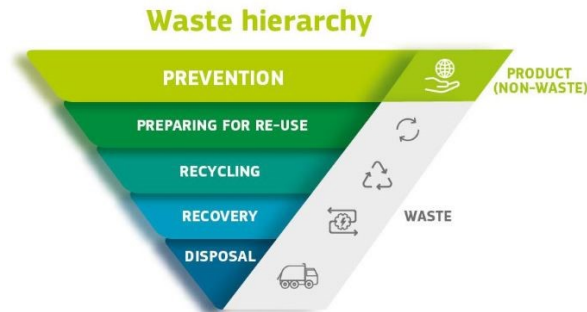 Waste hierarchy
PREVENTION
PRODUCT
(NON-WASTE)
PREPARING FOR RE-USE
RECYCLING
RECOVERY
WASTE
DISPOSAL